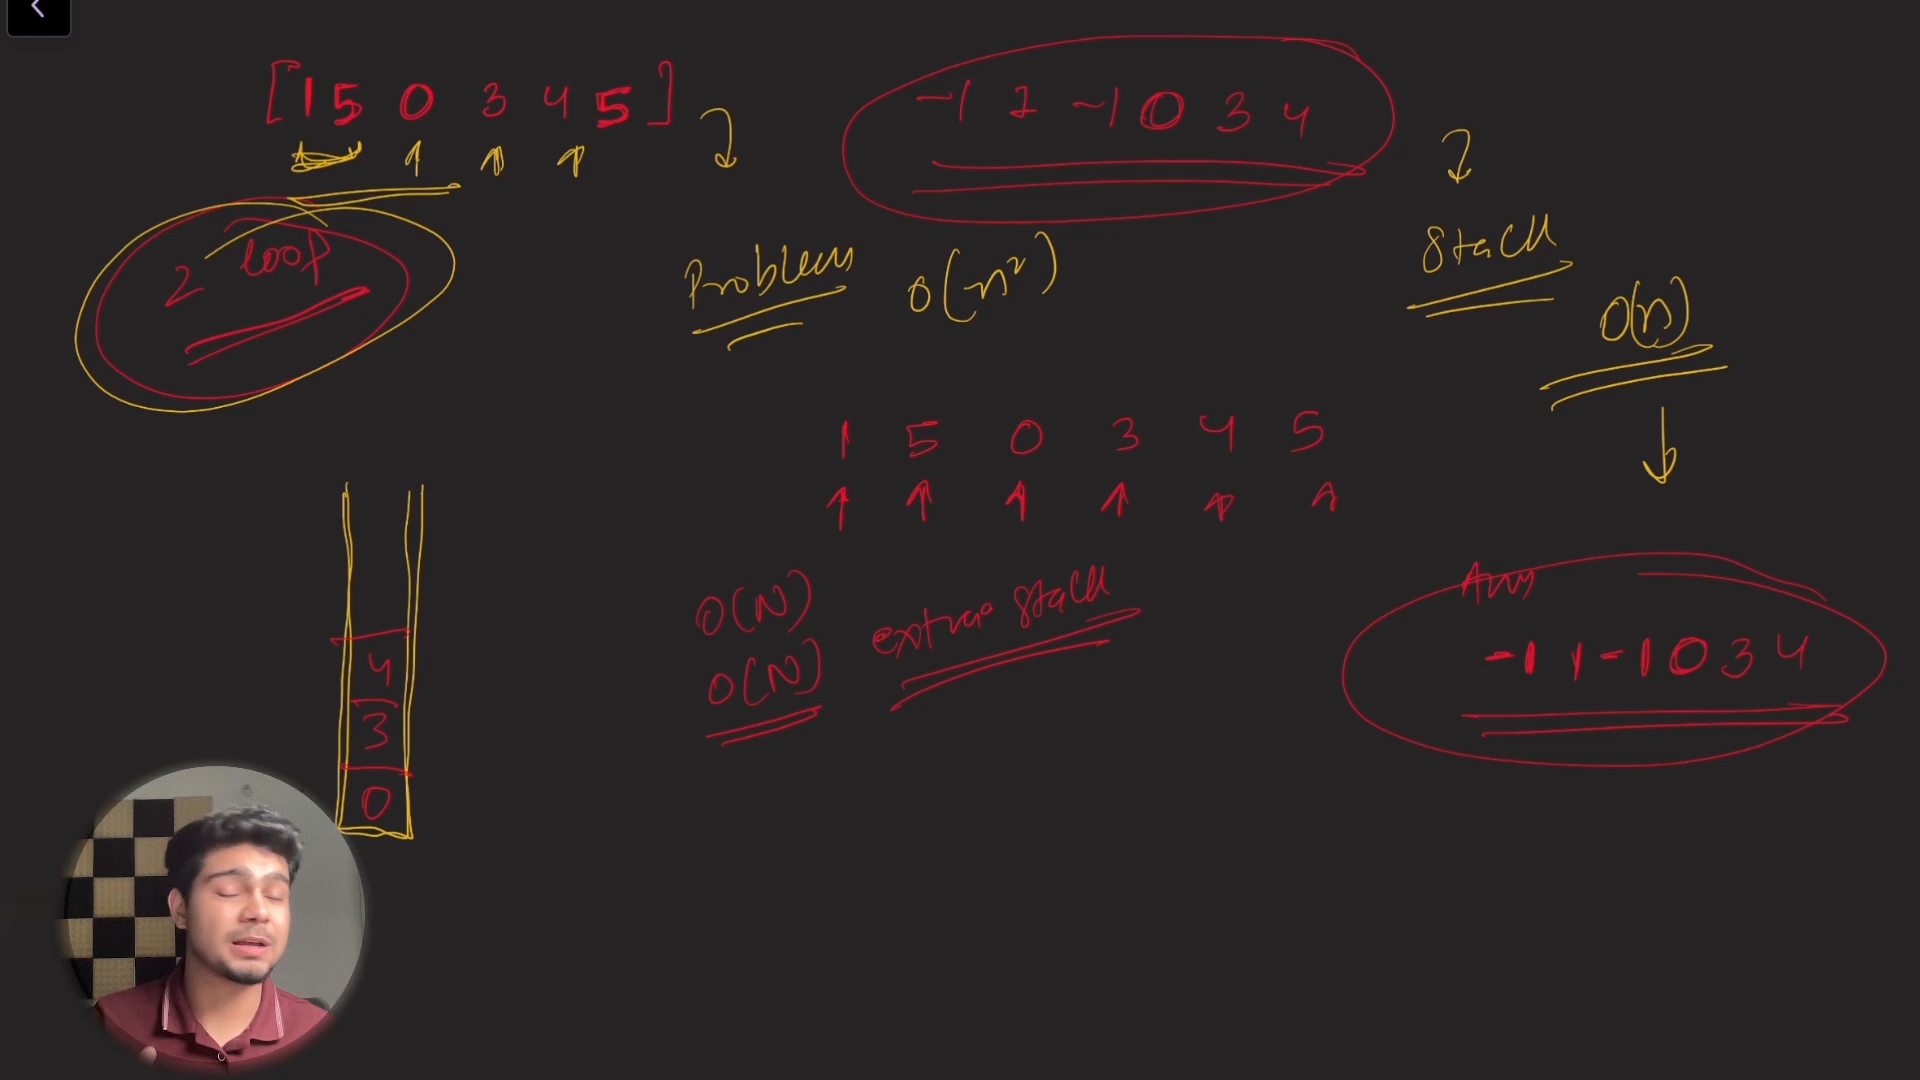 [1 5 0 3 4 5]
-1 1 -1 0 3 4
2 loop
Problem O(n²)
Stack
O(n)
1 5 0 3 4 5
O(N)
O(N) extra stack
Ans
-1 1 -1 0 3 4
4
3
0